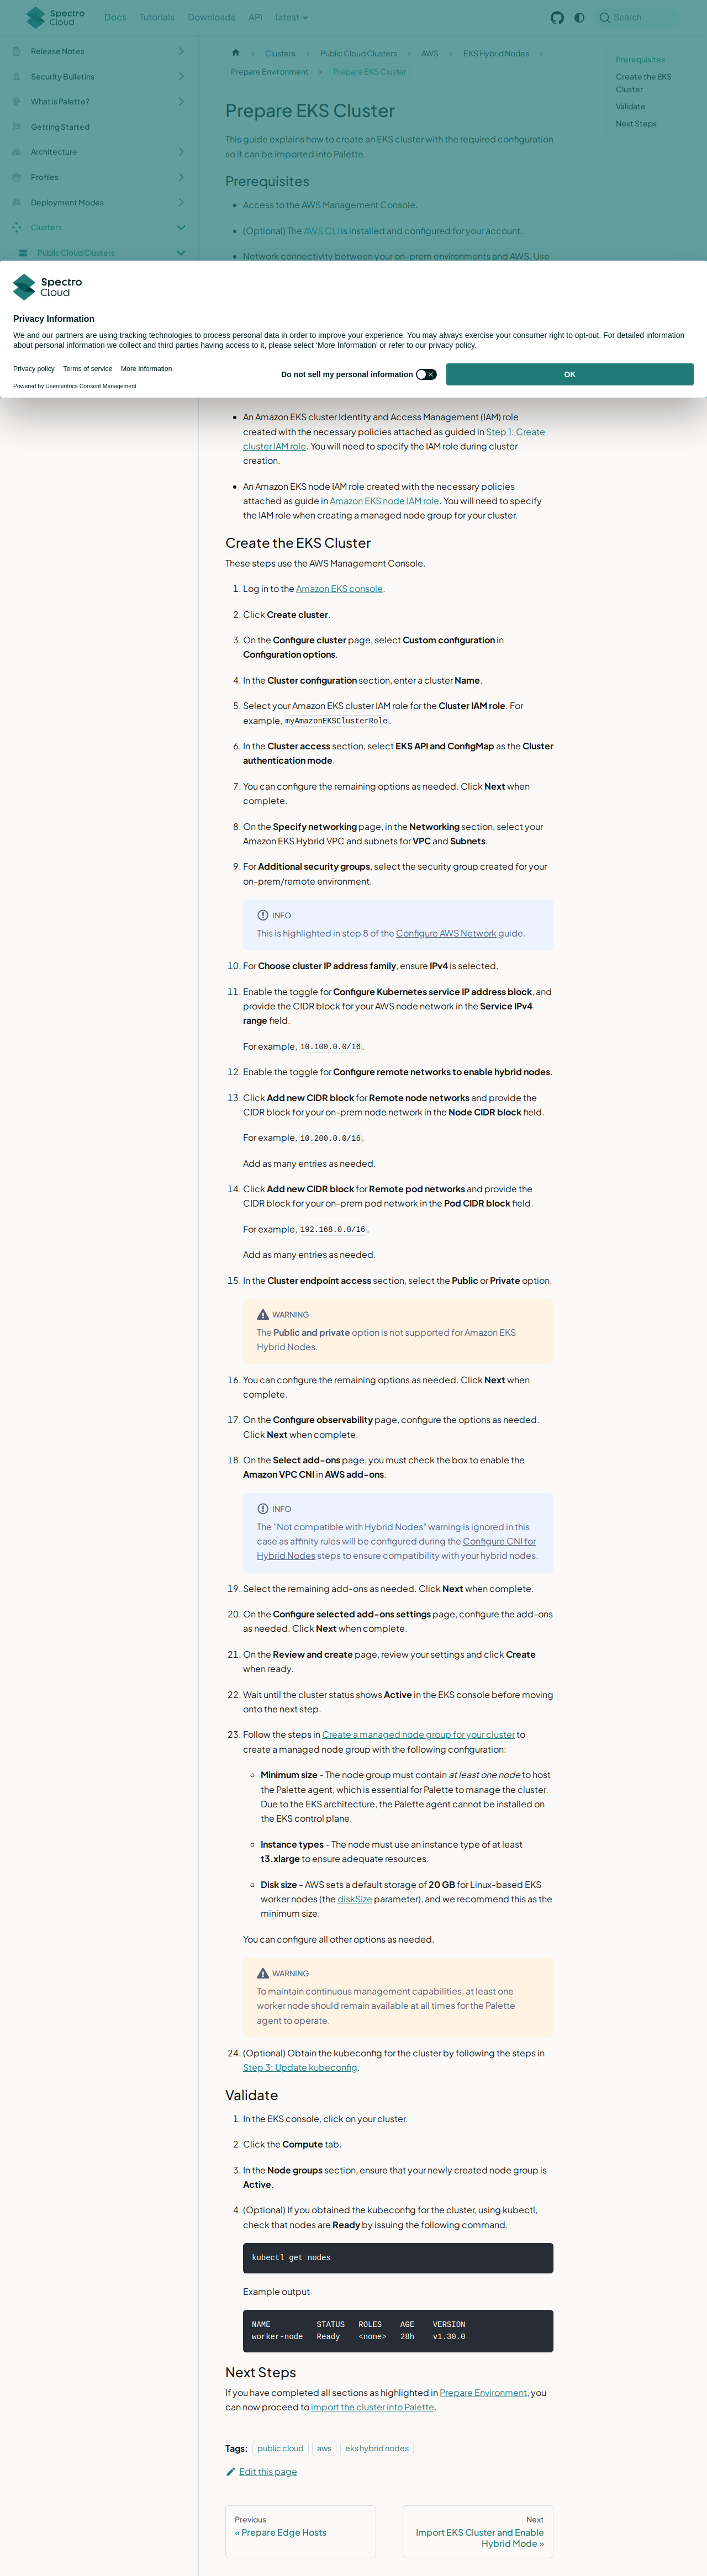 Spectro Cloud
Docs
Tutorials
Downloads
API
latest
Search
Release Notes
Security Bulletins
What is Palette?
Getting Started
Architecture
Profiles
Deployment Modes
Clusters
Public Cloud Clusters
Clusters
Public Cloud Clusters
AWS
EKS Hybrid Nodes
Prepare Environment
Prepare EKS Cluster
Prerequisites
Create the EKS
Cluster
Validate
Next Steps
Prepare EKS Cluster
This guide explains how to create an EKS cluster with the required configuration
so it can be imported into Palette.
Prerequisites
Access to the AWS Management Console.
(Optional) The AWS CLI is installed and configured for your account.
Network connectivity between your on-prem environments and AWS. Use
Spectro Cloud
Privacy Information
We and our partners are using tracking technologies to process personal data in order to improve your experience. You may always exercise your consumer right to opt-out. For detailed information
about personal information we collect and third parties having access to it, please select 'More Information' or refer to our privacy policy.
Privacy policy
Terms of service
More Information
Powered by Usercentrics Consent Management
Do not sell my personal information
OK
An Amazon EKS cluster Identity and Access Management (IAM) role
created with the necessary policies attached as guided in Step 1: Create
cluster IAM role. You will need to specify the IAM role during cluster
creation.
An Amazon EKS node IAM role created with the necessary policies
attached as guide in Amazon EKS node IAM role. You will need to specify
the IAM role when creating a managed node group for your cluster.
Create the EKS Cluster
These steps use the AWS Management Console.
1. Log in to the Amazon EKS console.
2. Click Create cluster.
3. On the Configure cluster page, select Custom configuration in
Configuration options.
4. In the Cluster configuration section, enter a cluster Name.
5. Select your Amazon EKS cluster IAM role for the Cluster IAM role. For
example, myAmazonEKSClusterRole.
6. In the Cluster access section, select EKS API and ConfigMap as the Cluster
authentication mode.
7. You can configure the remaining options as needed. Click Next when
complete.
8. On the Specify networking page, in the Networking section, select your
Amazon EKS Hybrid VPC and subnets for VPC and Subnets.
9. For Additional security groups, select the security group created for your
on-prem/remote environment.
INFO
This is highlighted in step 8 of the Configure AWS Network guide.
10. For Choose cluster IP address family, ensure IPv4 is selected.
11. Enable the toggle for Configure Kubernetes service IP address block, and
provide the CIDR block for your AWS node network in the Service IPv4
range field.
For example, 10.100.0.0/16.
12. Enable the toggle for Configure remote networks to enable hybrid nodes.
13. Click Add new CIDR block for Remote node networks and provide the
CIDR block for your on-prem node network in the Node CIDR block field.
For example, 10.200.0.0/16.
Add as many entries as needed.
14. Click Add new CIDR block for Remote pod networks and provide the
CIDR block for your on-prem pod network in the Pod CIDR block field.
For example, 192.168.0.0/16.
Add as many entries as needed.
15. In the Cluster endpoint access section, select the Public or Private option.
WARNING
The Public and private option is not supported for Amazon EKS
Hybrid Nodes.
16. You can configure the remaining options as needed. Click Next when
complete.
17. On the Configure observability page, configure the options as needed.
Click Next when complete.
18. On the Select add-ons page, you must check the box to enable the
Amazon VPC CNI in AWS add-ons.
INFO
The "Not compatible with Hybrid Nodes" warning is ignored in this
case as affinity rules will be configured during the Configure CNI for
Hybrid Nodes steps to ensure compatibility with your hybrid nodes.
19. Select the remaining add-ons as needed. Click Next when complete.
20. On the Configure selected add-ons settings page, configure the add-ons
as needed. Click Next when complete.
21. On the Review and create page, review your settings and click Create
when ready.
22. Wait until the cluster status shows Active in the EKS console before moving
onto the next step.
23. Follow the steps in Create a managed node group for your cluster to
create a managed node group with the following configuration:
Minimum size - The node group must contain at least one node to host
the Palette agent, which is essential for Palette to manage the cluster.
Due to the EKS architecture, the Palette agent cannot be installed on
the EKS control plane.
Instance types - The node must use an instance type of at least
t3.xlarge to ensure adequate resources.
Disk size - AWS sets a default storage of 20 GB for Linux-based EKS
worker nodes (the diskSize parameter), and we recommend this as the
minimum size.
You can configure all other options as needed.
WARNING
To maintain continuous management capabilities, at least one
worker node should remain available at all times for the Palette
agent to operate.
24. (Optional) Obtain the kubeconfig for the cluster by following the steps in
Step 3: Update kubeconfig.
Validate
1. In the EKS console, click on your cluster.
2. Click the Compute tab.
3. In the Node groups section, ensure that your newly created node group is
Active.
4. (Optional) If you obtained the kubeconfig for the cluster, using kubectl,
check that nodes are Ready by issuing the following command.
kubectl get nodes
Example output
NAME STATUS ROLES AGE VERSION
worker-node Ready <none> 28h v1.30.0
Next Steps
If you have completed all sections as highlighted in Prepare Environment, you
can now proceed to import the cluster into Palette.
Tags: public cloud aws eks hybrid nodes
Edit this page
Previous
« Prepare Edge Hosts
Next
Import EKS Cluster and Enable
Hybrid Mode »